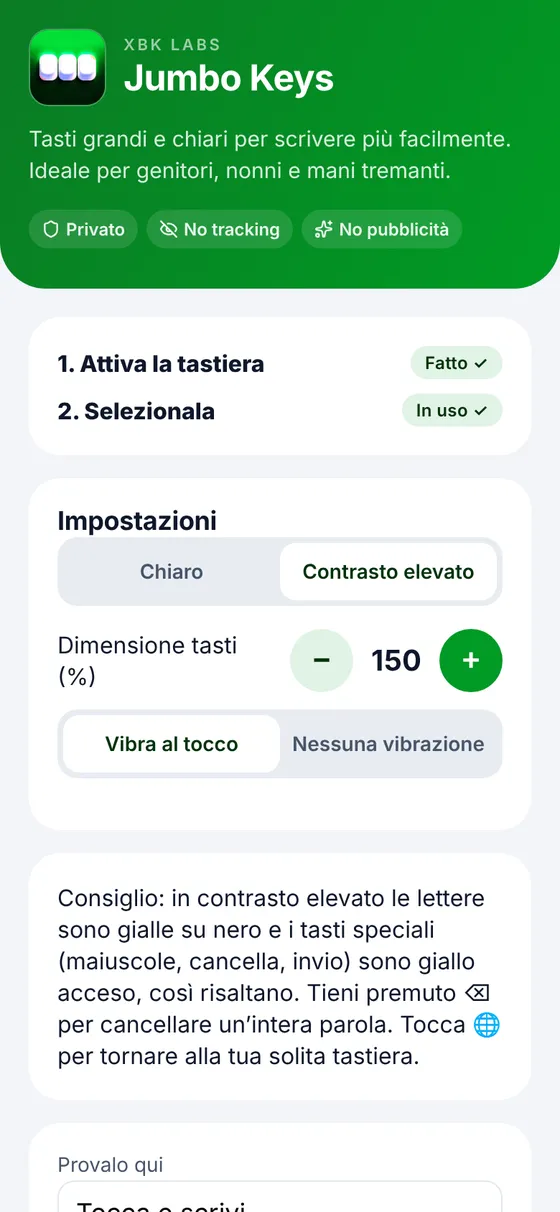 XBK LABS
Jumbo Keys
Tasti grandi e chiari per scrivere più facilmente.
Ideale per genitori, nonni e mani tremanti.
Privato
No tracking
No pubblicità
1. Attiva la tastiera
Fatto ✓
2. Selezionala
In uso ✓
Impostazioni
Chiaro
Contrasto elevato
Dimensione tasti
(%)
− 150 +
Vibra al tocco
Nessuna vibrazione
Consiglio: in contrasto elevato le lettere
sono gialle su nero e i tasti speciali
(maiuscole, cancella, invio) sono giallo
acceso, così risaltano. Tieni premuto ⌫
per cancellare un’intera parola. Tocca 🌐
per tornare alla tua solita tastiera.
Provalo qui
Tocca e scrivi